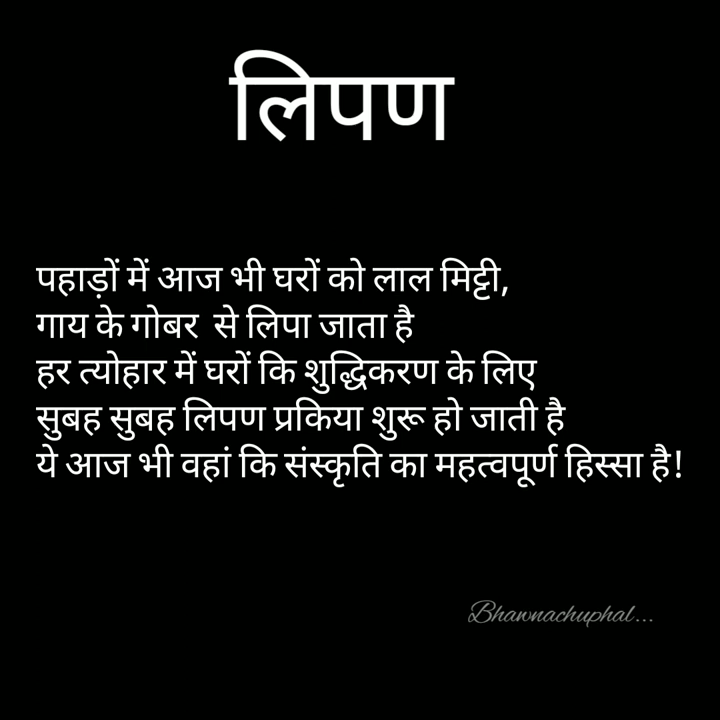 लिपण
पहाड़ों में आज भी घरों को लाल मिट्टी,
गाय के गोबर से लिपा जाता है
हर त्योहार में घरों कि शुद्धिकरण के लिए
सुबह सुबह लिपण प्रकिया शुरू हो जाती है
ये आज भी वहां कि संस्कृति का महत्वपूर्ण हिस्सा है!
Bhawnachuphal...